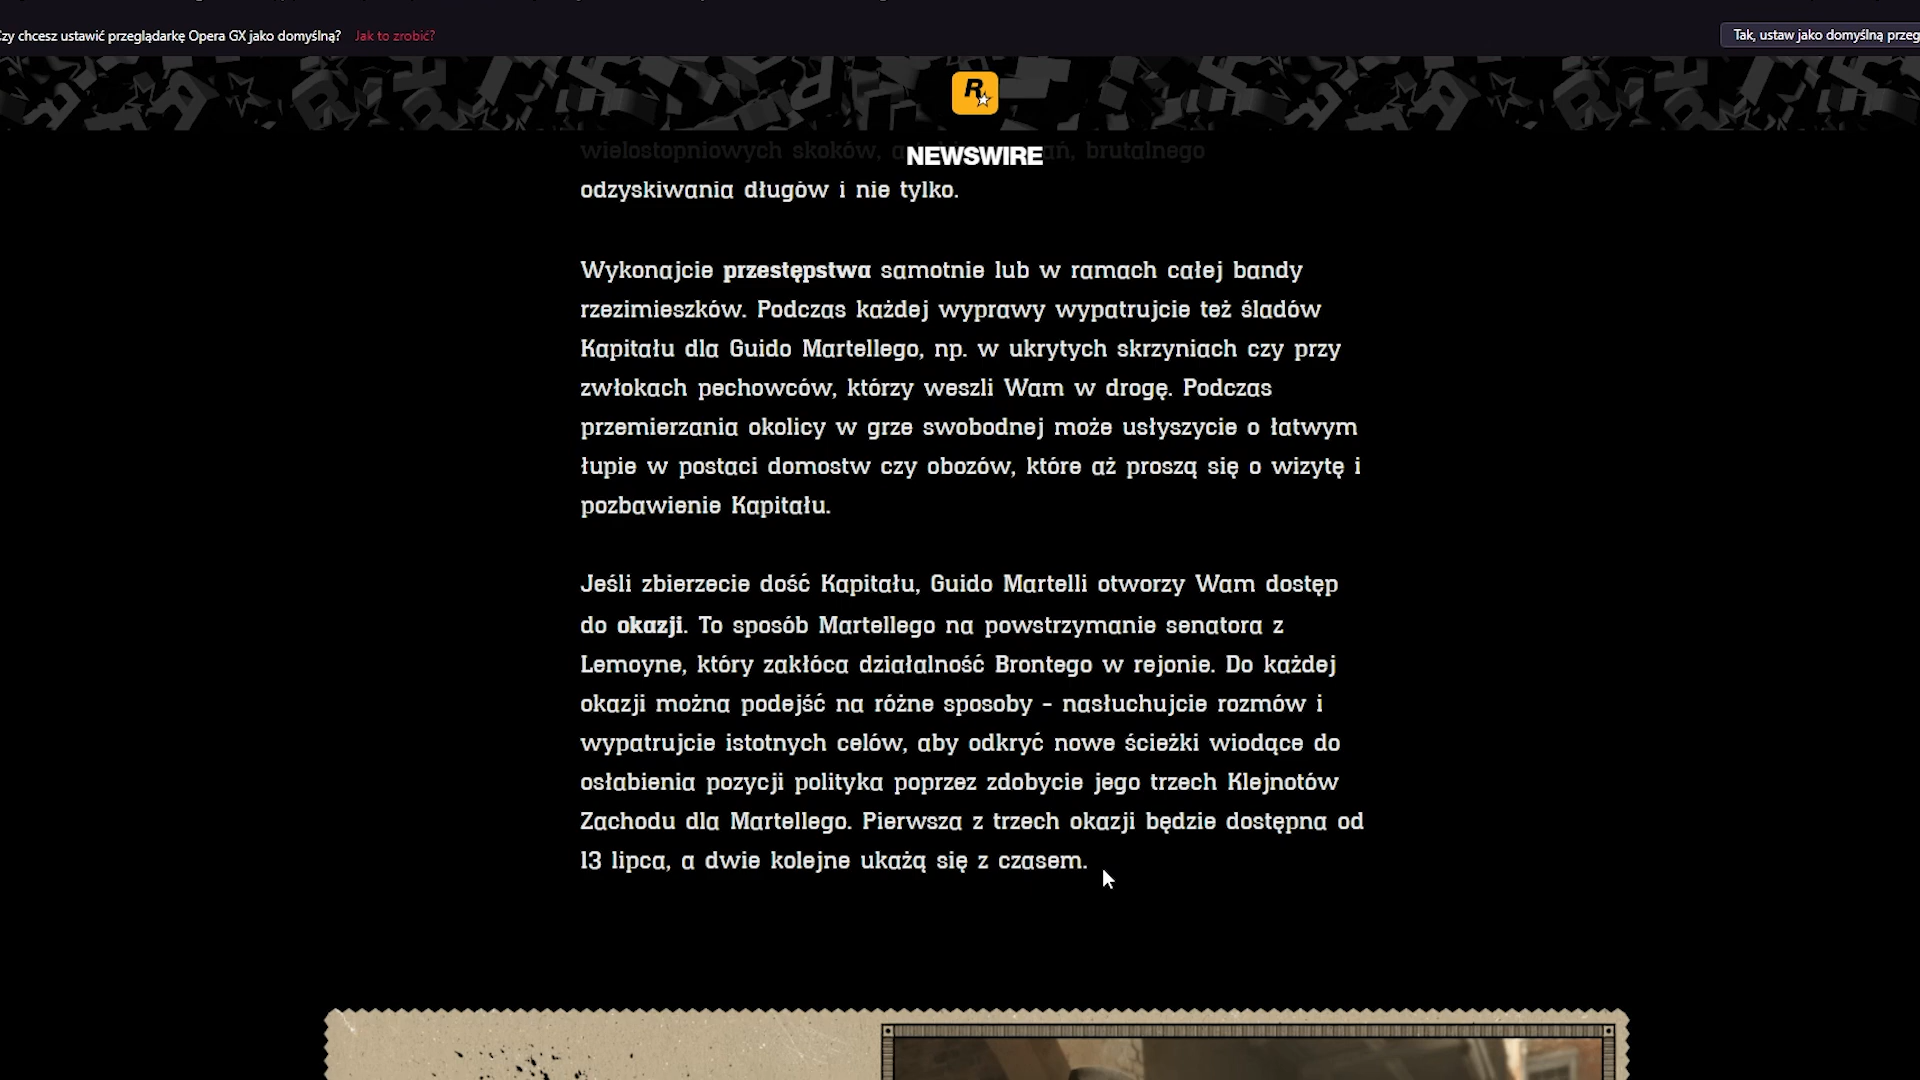 zy chcesz ustawić przeglądarkę Opera GX jako domyślną? Jak to zrobić?
Tak, ustaw jako domyślną przeg
R
NEWSWIRE
wielostopniowych skoków, brutalnego
odzyskiwania długów i nie tylko.
Wykonajcie przestępstwa samotnie lub w ramach całej bandy
rzezimieszków. Podczas każdej wyprawy wypatrujcie też śladów
Kapitału dla Guido Martellego, np. w ukrytych skrzyniach czy przy
zwłokach pechowców, którzy weszli Wam w drogę. Podczas
przemierzania okolicy w grze swobodnej może usłyszycie o łatwym
łupie w postaci domostw czy obozów, które aż proszą się o wizytę i
pozbawienie Kapitału.
Jeśli zbierzecie dość Kapitału, Guido Martelli otworzy Wam dostęp
do okazji. To sposób Martellego na powstrzymanie senatora z
Lemoyne, który zakłóca działalność Brontego w rejonie. Do każdej
okazji można podejść na różne sposoby - nasłuchujcie rozmów i
wypatrujcie istotnych celów, aby odkryć nowe ścieżki wiodące do
osłabienia pozycji polityka poprzez zdobycie jego trzech Klejnotów
Zachodu dla Martellego. Pierwsza z trzech okazji będzie dostępna od
13 lipca, a dwie kolejne ukażą się z czasem.